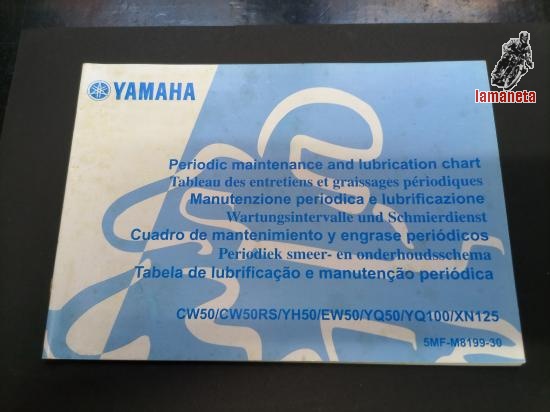 lamaneta
YAMAHA
Periodic maintenance and lubrication chart
Tableau des entretiens et graissages périodiques
Manutenzione periodica e lubrificazione
Wartungsintervalle und Schmierdienst
Cuadro de mantenimiento y engrase periódicos
Periodiek smeer- en onderhoudsschema
Tabela de lubrificação e manutenção periódica
CW50/CW50RS/YH50/EW50/YQ50/YQ100/XN125
5MF-M8199-30